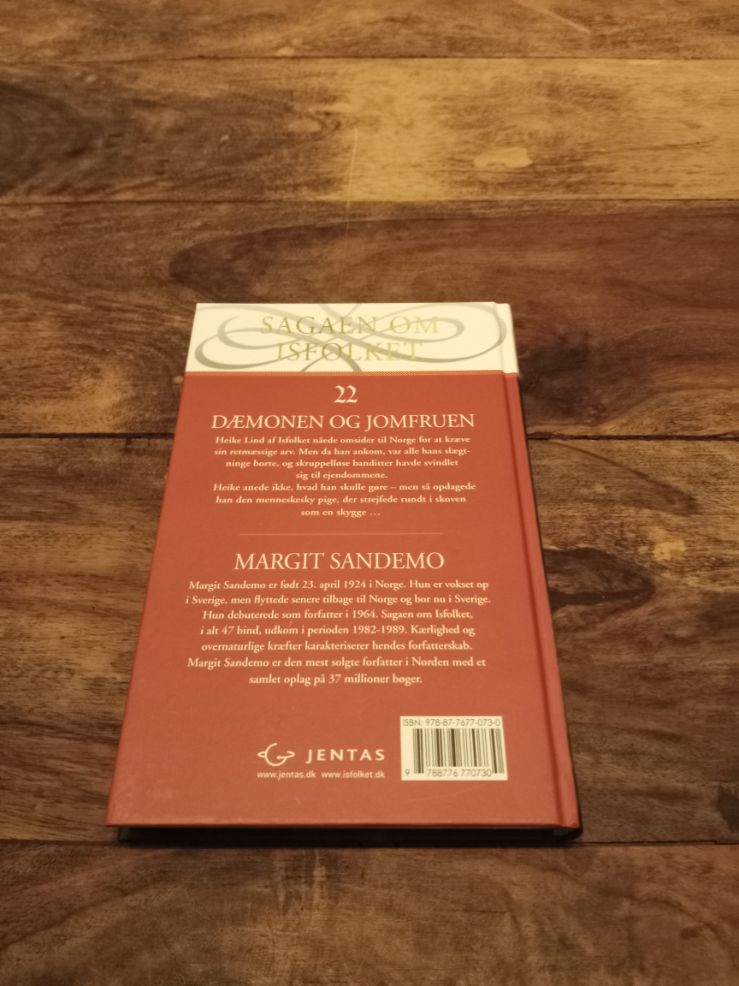 SAGAEN OM
ISFOLKET
22
DÆMONEN OG JOMFRUEN
Heike Lind af Isfolket nåede omsider til Norge for at kræve
sin retmæssige arv. Men da han ankom, var alle hans slægt-
ninge borte, og skruppelløse banditter havde svindlet
sig til ejendommene.
Heike anede ikke, hvad han skulle gøre – men så opdagede
han den menneskesky pige, der strejfede rundt i skoven
som en skygge ...
MARGIT SANDEMO
Margit Sandemo er født 23. april 1924 i Norge. Hun er vokset op
i Sverige, men flyttede senere tilbage til Norge og bor nu i Sverige.
Hun debuterede som forfatter i 1964. Sagaen om Isfolket,
i alt 47 bind, udkom i perioden 1982-1989. Kærlighed og
overnaturlige kræfter karakteriserer hendes forfatterskab.
Margit Sandemo er den mest solgte forfatter i Norden med et
samlet oplag på 37 millioner bøger.
JENTAS
www.jentas.dk www.isfolket.dk
ISBN: 978-87-7677-073-0
9 788776 770730